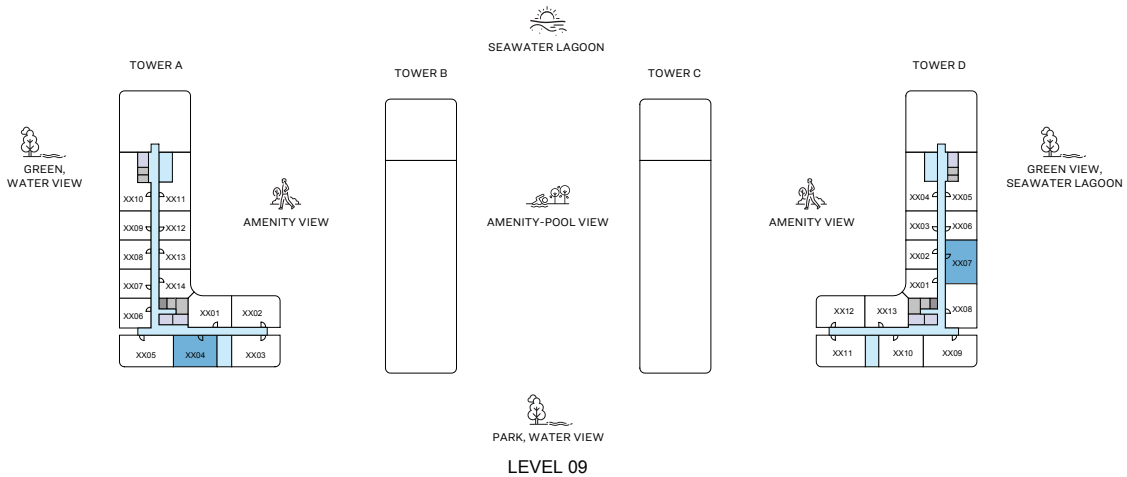 SEAWATER LAGOON
TOWER A
TOWER B
TOWER C
TOWER D
GREEN,
WATER VIEW
AMENITY VIEW
AMENITY-POOL VIEW
AMENITY VIEW
GREEN VIEW,
SEAWATER LAGOON
XX10 XX11
XX09 XX12
XX08 XX13
XX07 XX14
XX06 XX01 XX02
XX05 XX04 XX03
XX04 XX05
XX03 XX06
XX02 XX07
XX01
XX12 XX13 XX08
XX11 XX10 XX09
PARK, WATER VIEW
LEVEL 09